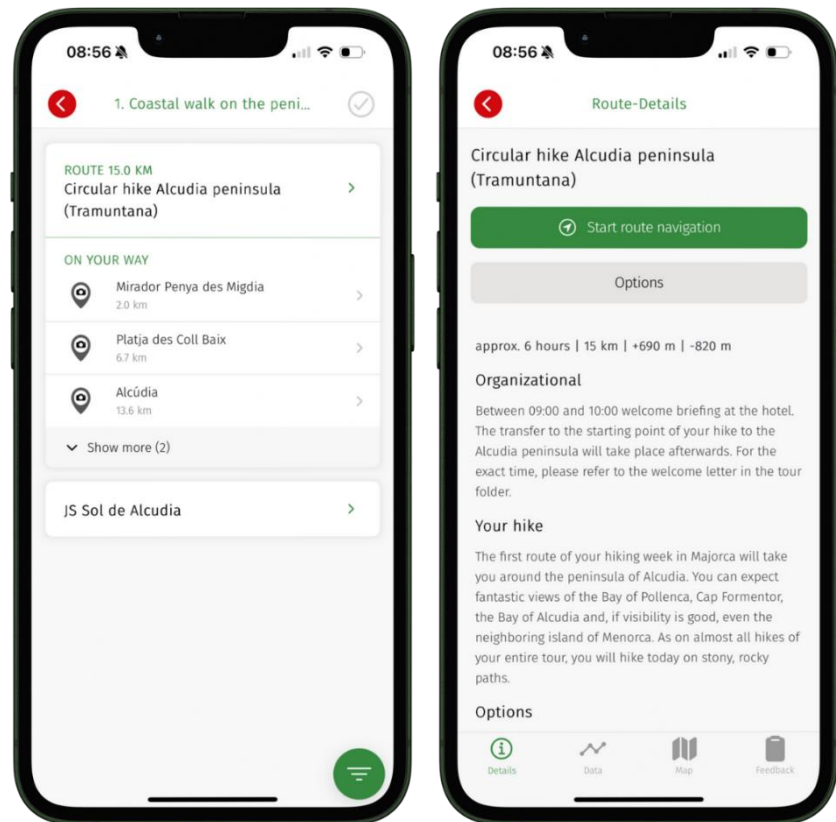 08:56
1. Coastal walk on the peni...
ROUTE 15.0 KM
Circular hike Alcudia peninsula
(Tramuntana)
ON YOUR WAY
Mirador Penya des Migdia
2.0 km
Platja des Coll Baix
6.7 km
Alcúdia
13.6 km
Show more (2)
JS Sol de Alcudia
08:56
Route-Details
Circular hike Alcudia peninsula
(Tramuntana)
Start route navigation
Options
approx. 6 hours | 15 km | +690 m | -820 m
Organizational
Between 09:00 and 10:00 welcome briefing at the hotel.
The transfer to the starting point of your hike to the
Alcudia peninsula will take place afterwards. For the
exact time, please refer to the welcome letter in the tour
folder.
Your hike
The first route of your hiking week in Majorca will take
you around the peninsula of Alcudia. You can expect
fantastic views of the Bay of Pollenca, Cap Formentor,
the Bay of Alcudia and, if visibility is good, even the
neighboring island of Menorca. As on almost all hikes of
your entire tour, you will hike today on stony, rocky
paths.
Options
Details
Data
Map
Feedback